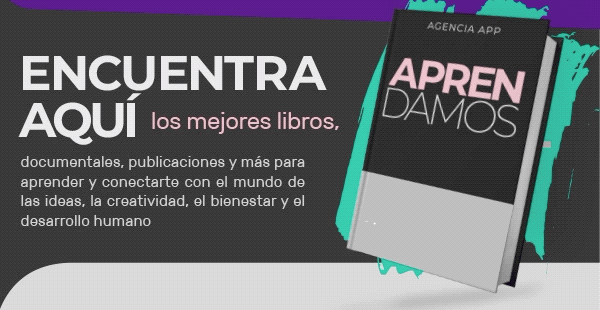 ENCUENTRA
AQUÍ los mejores libros,
documentales, publicaciones y más para
aprender y conectarte con el mundo de
las ideas, la creatividad, el bienestar y el
desarrollo humano
AGENCIA APP
APREN
DAMOS